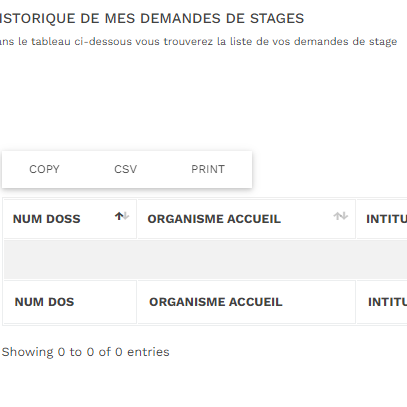 ISTORIQUE DE MES DEMANDES DE STAGES
ns le tableau ci-dessous vous trouverez la liste de vos demandes de stage
COPY CSV PRINT
NUM DOSS ORGANISME ACCUEIL INTITU
NUM DOS ORGANISME ACCUEIL INTITU
Showing 0 to 0 of 0 entries